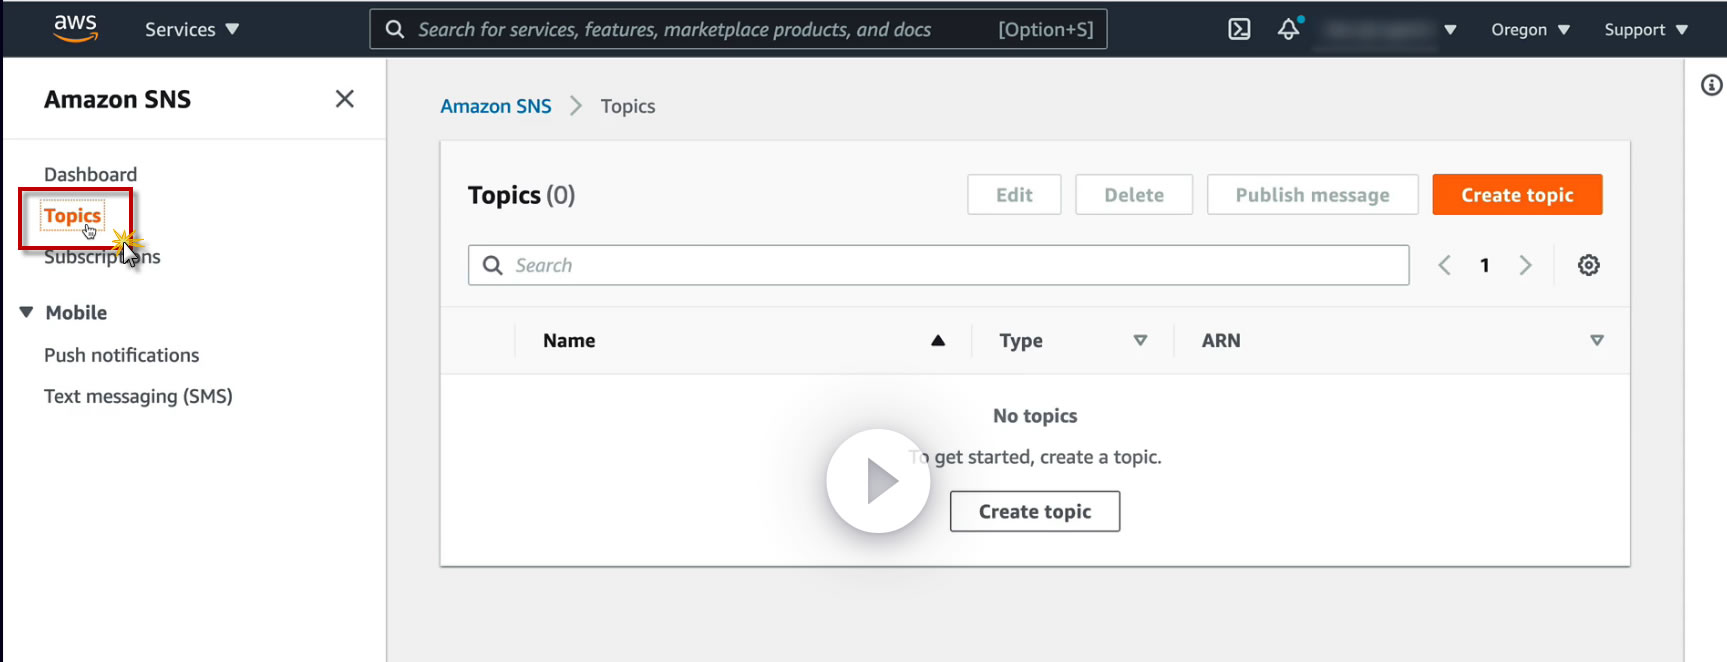 aws
Services
Search for services, features, marketplace products, and docs [Option+S]
Oregon
Support
Amazon SNS
Dashboard
Topics
Subscriptions
Mobile
Push notifications
Text messaging (SMS)
Amazon SNS Topics
Topics (0)
Edit
Delete
Publish message
Create topic
Search
1
Name
Type
ARN
No topics
To get started, create a topic.
Create topic